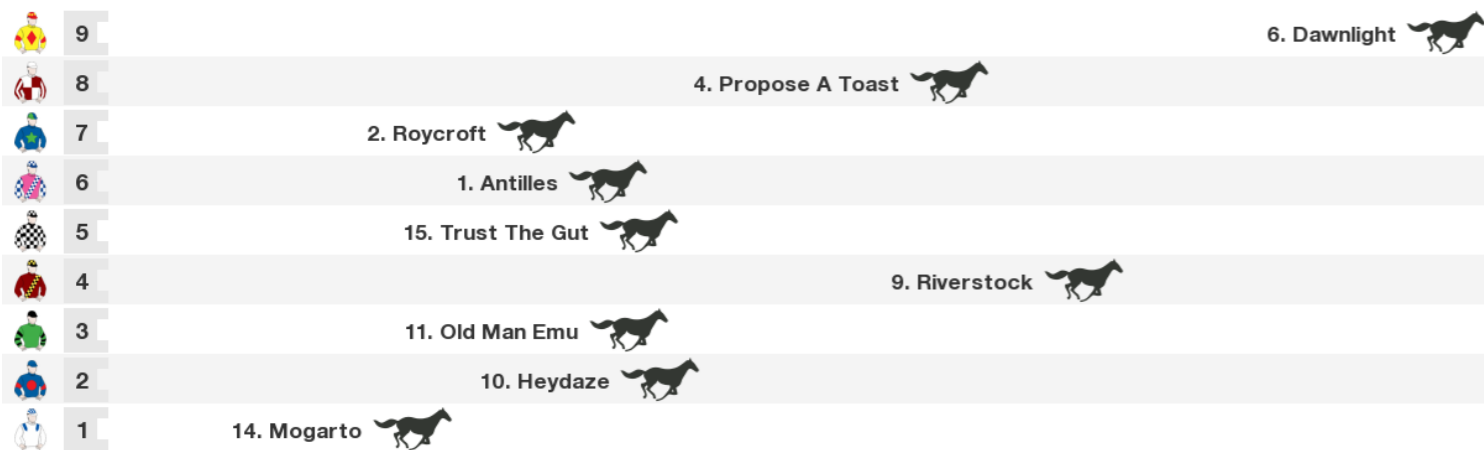 9 6. Dawnlight
8 4. Propose A Toast
7 2. Roycroft
6 1. Antilles
5 15. Trust The Gut
4 9. Riverstock
3 11. Old Man Emu
2 10. Heydaze
1 14. Mogarto